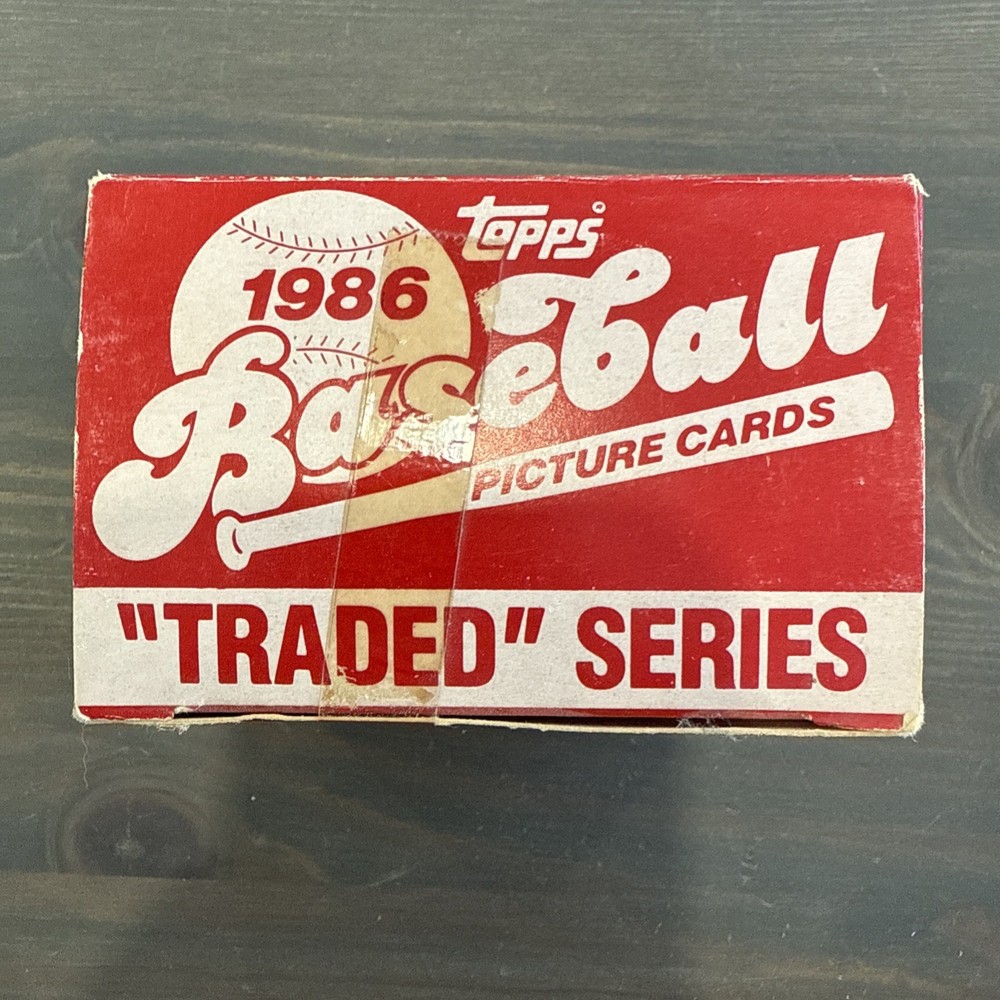 topps®
1986
Baseball
PICTURE CARDS
"TRADED" SERIES